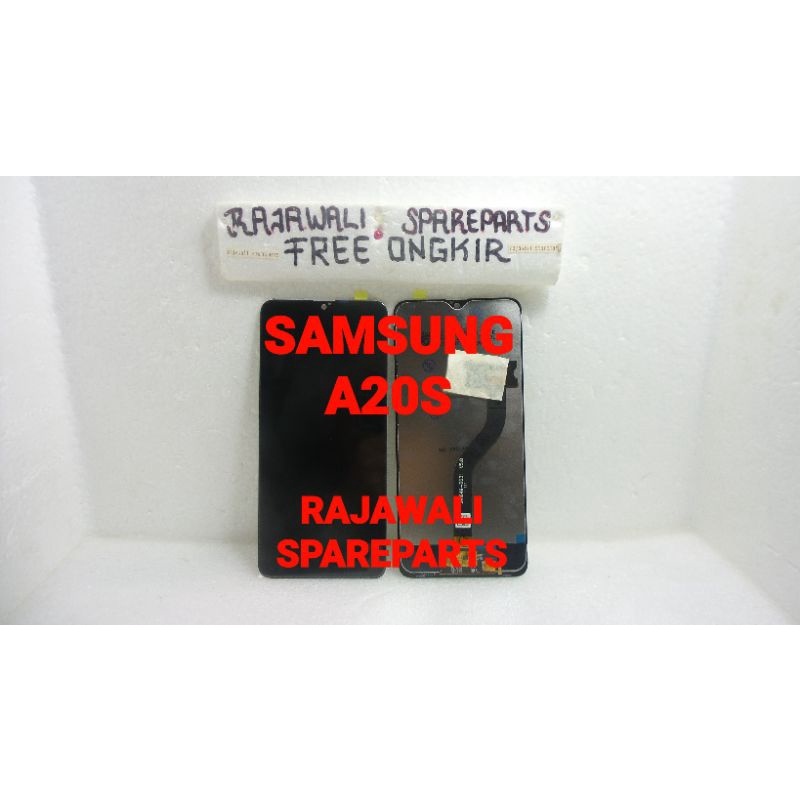 RAJAWALI . SPAREPARTS
FREE ONGKIR
SAMSUNG
A20S
RAJAWALI
SPAREPARTS